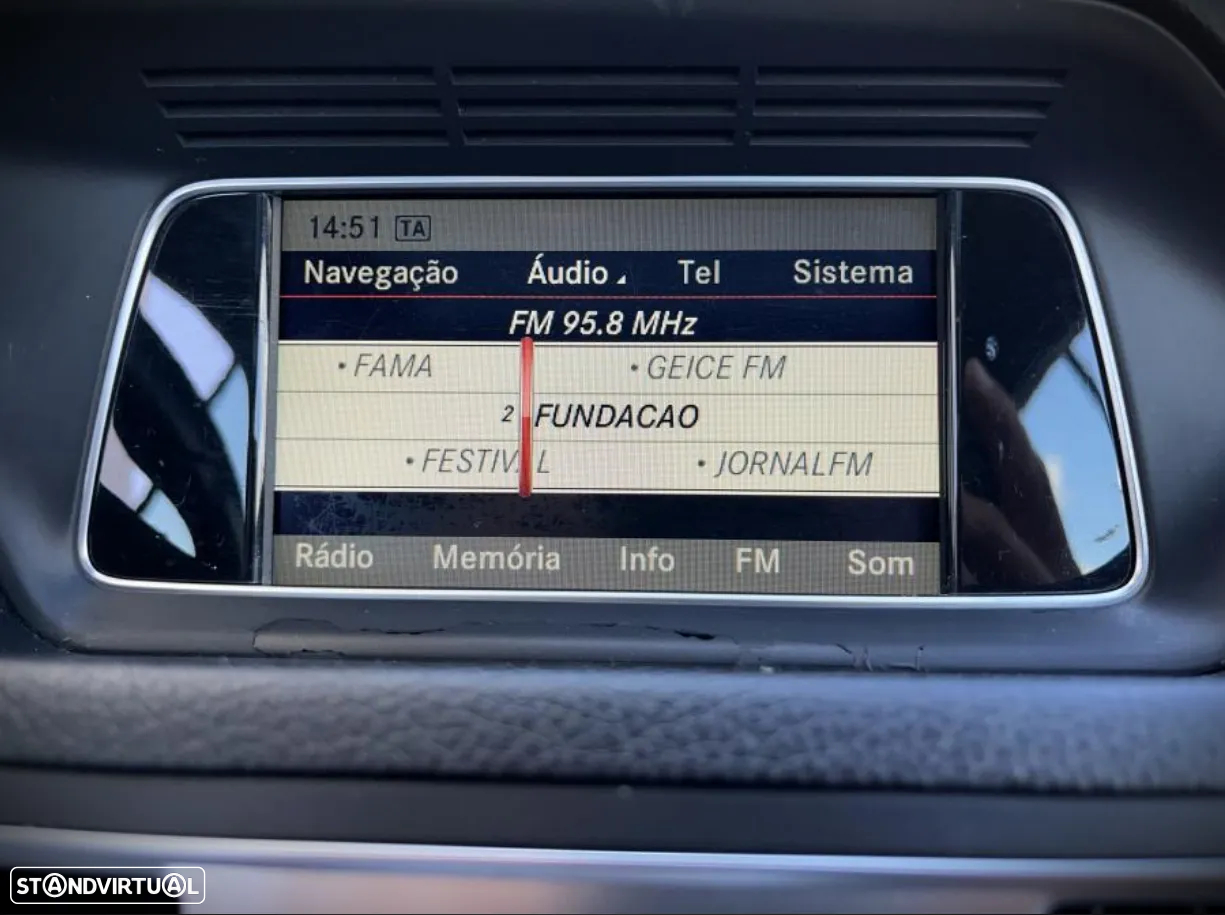 14:51 TA
Navegação Áudio Tel Sistema
FM 95.8 MHz
• FAMA • GEICE FM
2 FUNDACAO
• FESTIVAL • JORNALFM
Rádio Memória Info FM Som
STANDVIRTUAL